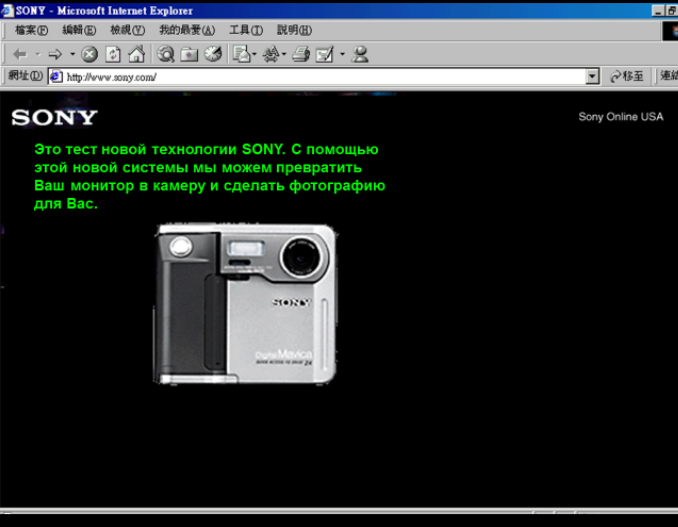 SONY - Microsoft Internet Explorer
檔案(F) 編輯(E) 檢視(V) 我的最愛(A) 工具(T) 說明(H)
網址(D) http://www.sony.com/ 移至 連結
SONY
Sony Online USA
Это тест новой технологии SONY. С помощью
этой новой системы мы можем превратить
Ваш монитор в камеру и сделать фотографию
для Вас.
SONY
Digital Mavica